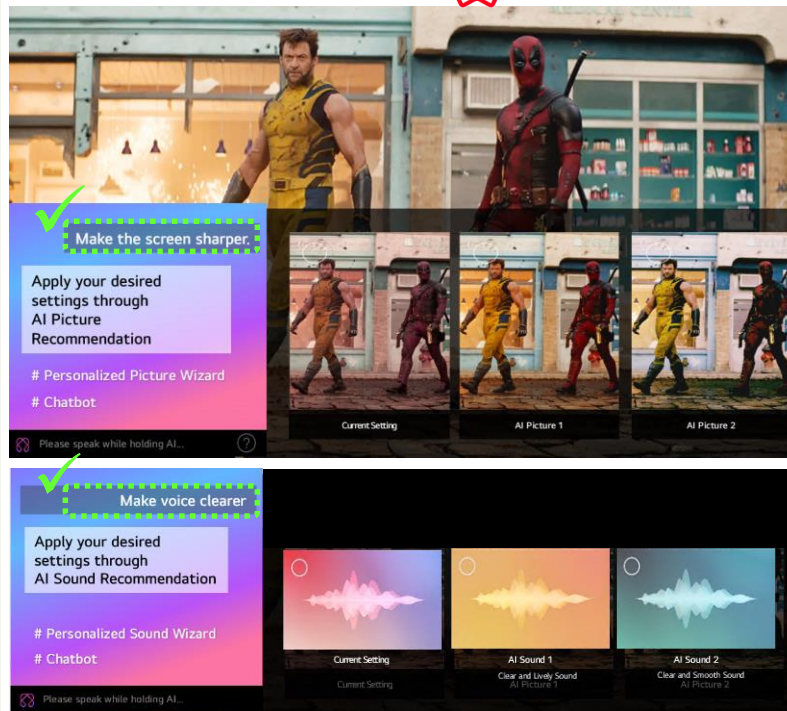 MEDICAL CENTER
Make the screen sharper.
Apply your desired
settings through
AI Picture
Recommendation
# Personalized Picture Wizard
# Chatbot
Please speak while holding AI...
?
Current Setting
AI Picture 1
AI Picture 2
Make voice clearer
Apply your desired
settings through
AI Sound Recommendation
# Personalized Sound Wizard
# Chatbot
Please speak while holding AI...
Current Setting
AI Sound 1
AI Sound 2
Clear and Lively Sound
Clear and Smooth Sound
Current Setting
AI Picture 1
AI Picture 2